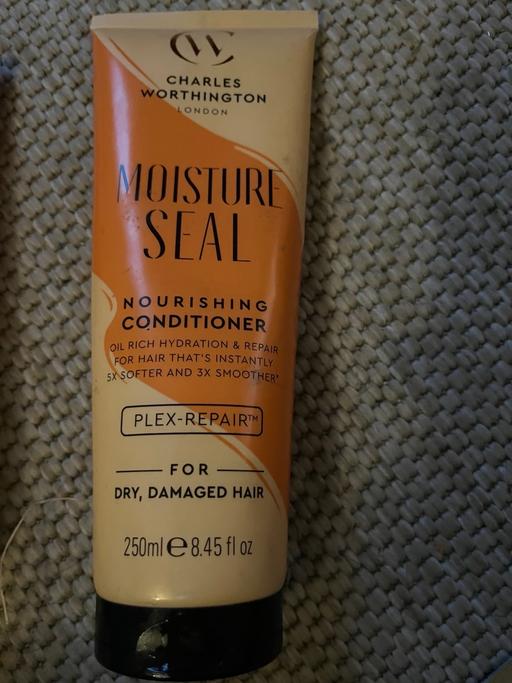 CW
CHARLES
WORTHINGTON
LONDON
MOISTURE
SEAL
NOURISHING
CONDITIONER
OIL RICH HYDRATION & REPAIR
FOR HAIR THAT'S INSTANTLY
5X SOFTER AND 3X SMOOTHER*
PLEX-REPAIR™
FOR
DRY, DAMAGED HAIR
250ml e 8.45 fl oz